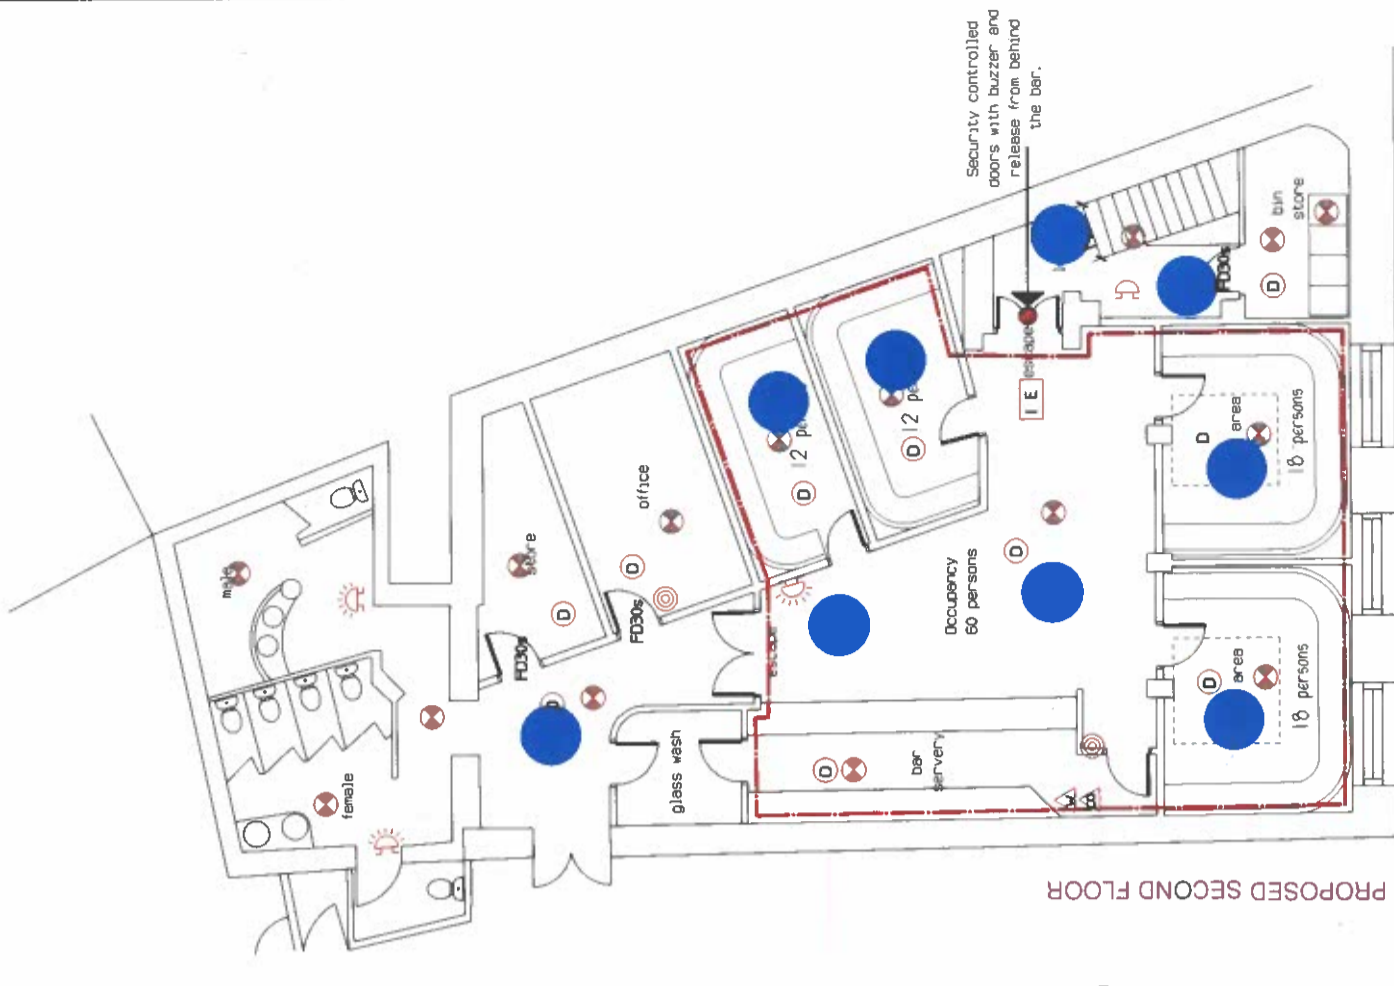 Security controlled
doors with buzzer and
release from behind
the bar.
bin
store
FD30s
escape
I E
12
12
D
D
D
area
18 persons
D
area
18 persons
Occupancy
60 persons
D
escape
office
D
FD30s
store
D
FD30s
male
female
glass wash
bar
servery
D
D
W
PROPOSED SECOND FLOOR